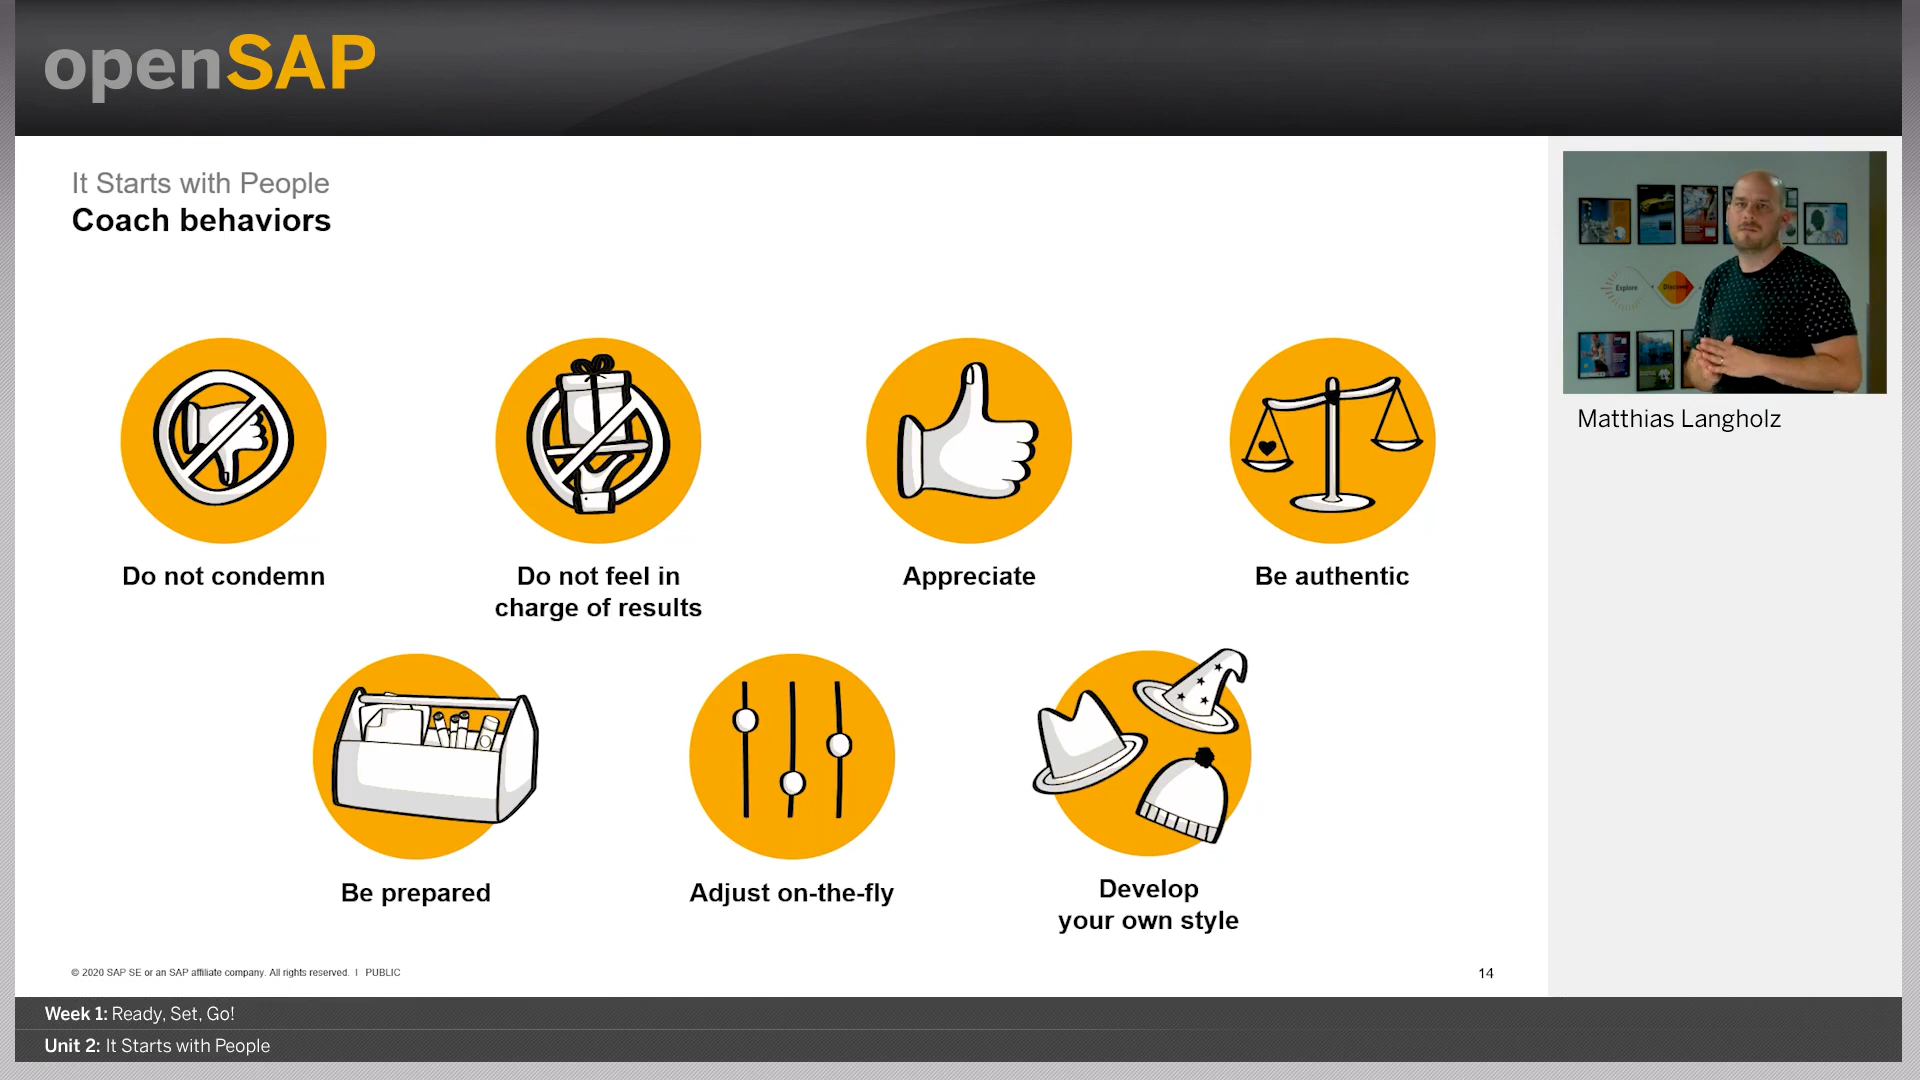 openSAP
It Starts with People
Coach behaviors
Explore
Discover
Matthias Langholz
Do not condemn
Do not feel in
charge of results
Appreciate
Be authentic
Be prepared
Adjust on-the-fly
Develop
your own style
© 2020 SAP SE or an SAP affiliate company. All rights reserved. | PUBLIC
14
Week 1: Ready, Set, Go!
Unit 2: It Starts with People